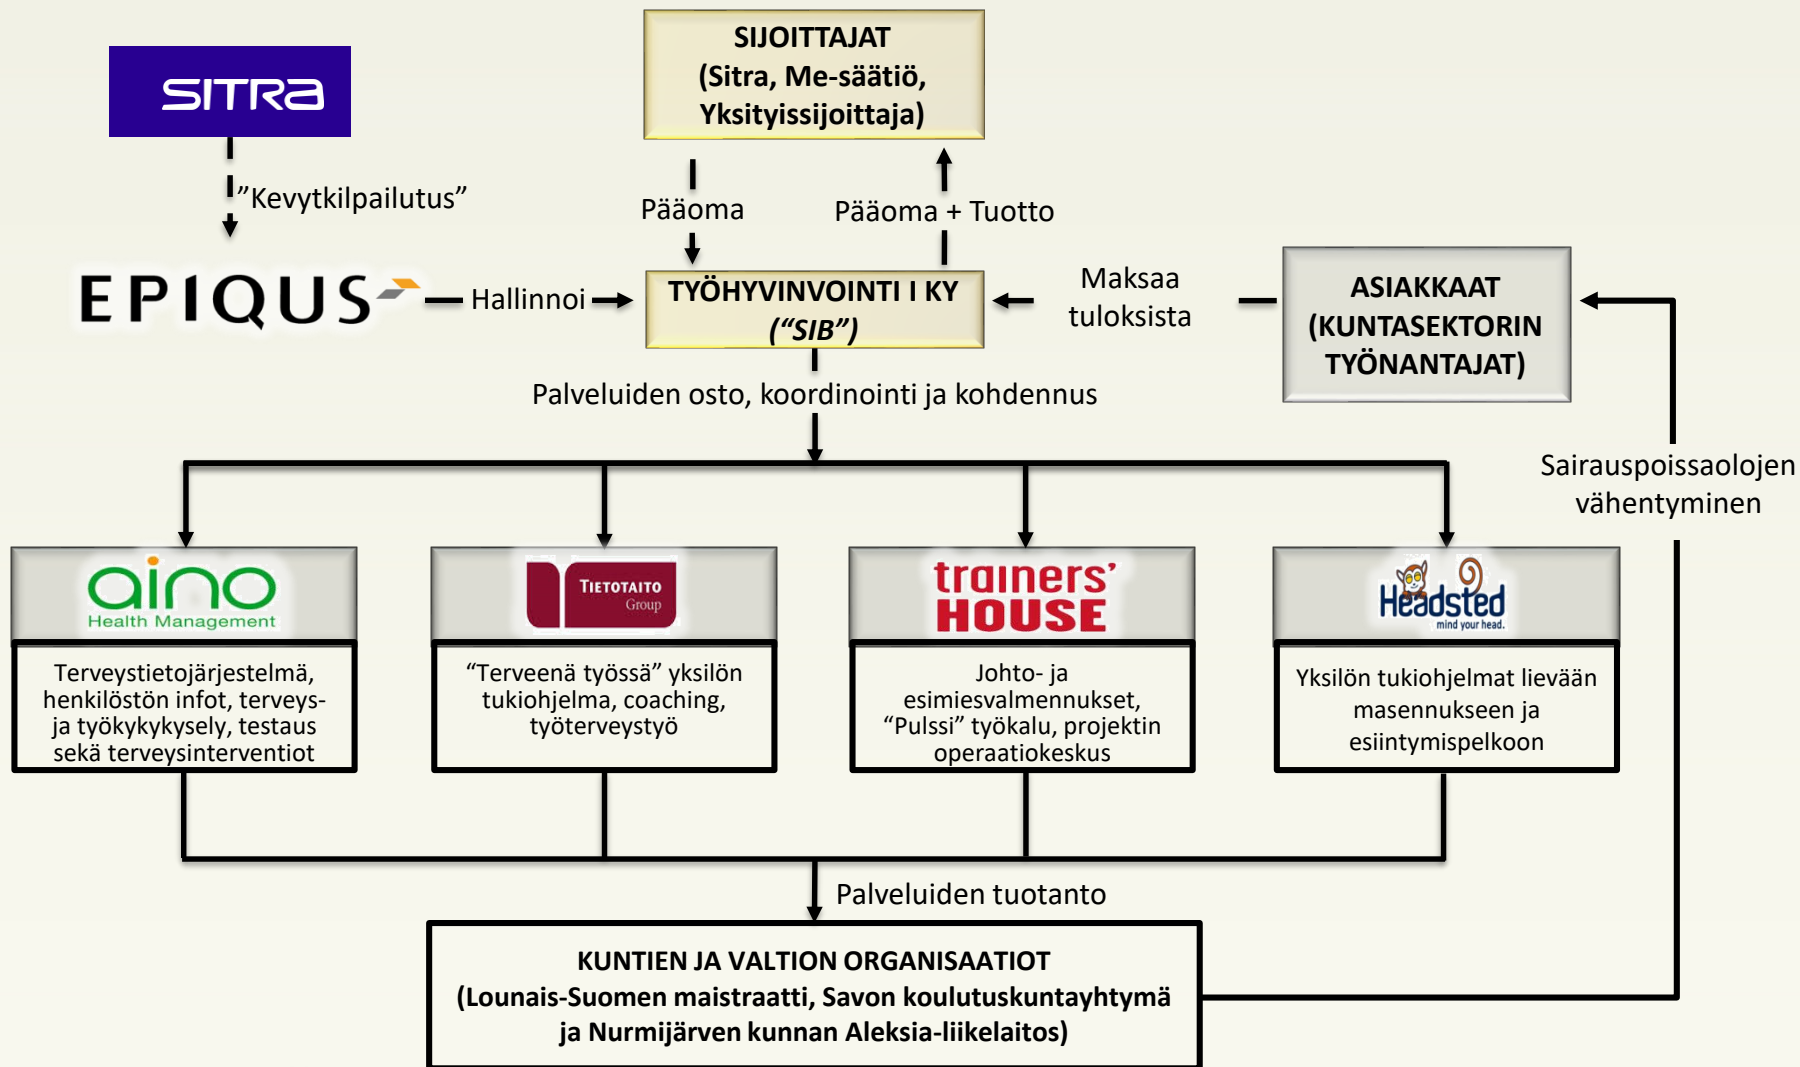 SITRA
SIJOITTAJAT
(Sitra, Me-säätiö,
Yksityissijoittaja)
”Kevytkilpailutus”
Pääoma
Pääoma + Tuotto
EPIQUS
Hallinnoi
TYÖHYVINVOINTI I KY
(“SIB”)
Maksaa
tuloksista
ASIAKKAAT
(KUNTASEKTORIN
TYÖNANTAJAT)
Palveluiden osto, koordinointi ja kohdennus
Sairauspoissaolojen
vähentyminen
aino
Health Management
TIETOTAITO
Group
trainers’
HOUSE
Headsted
mind your head.
Terveystietojärjestelmä,
henkilöstön infot, terveys-
ja työkykykysely, testaus
sekä terveysinterventiot
“Terveenä työssä” yksilön
tukiohjelma, coaching,
työterveystyö
Johto- ja
esimiesvalmennukset,
“Pulssi” työkalu, projektin
operaatiokeskus
Yksilön tukiohjelmat lievään
masennukseen ja
esiintymispelkoon
Palveluiden tuotanto
KUNTIEN JA VALTION ORGANISAATIOT
(Lounais-Suomen maistraatti, Savon koulutuskuntayhtymä
ja Nurmijärven kunnan Aleksia-liikelaitos)